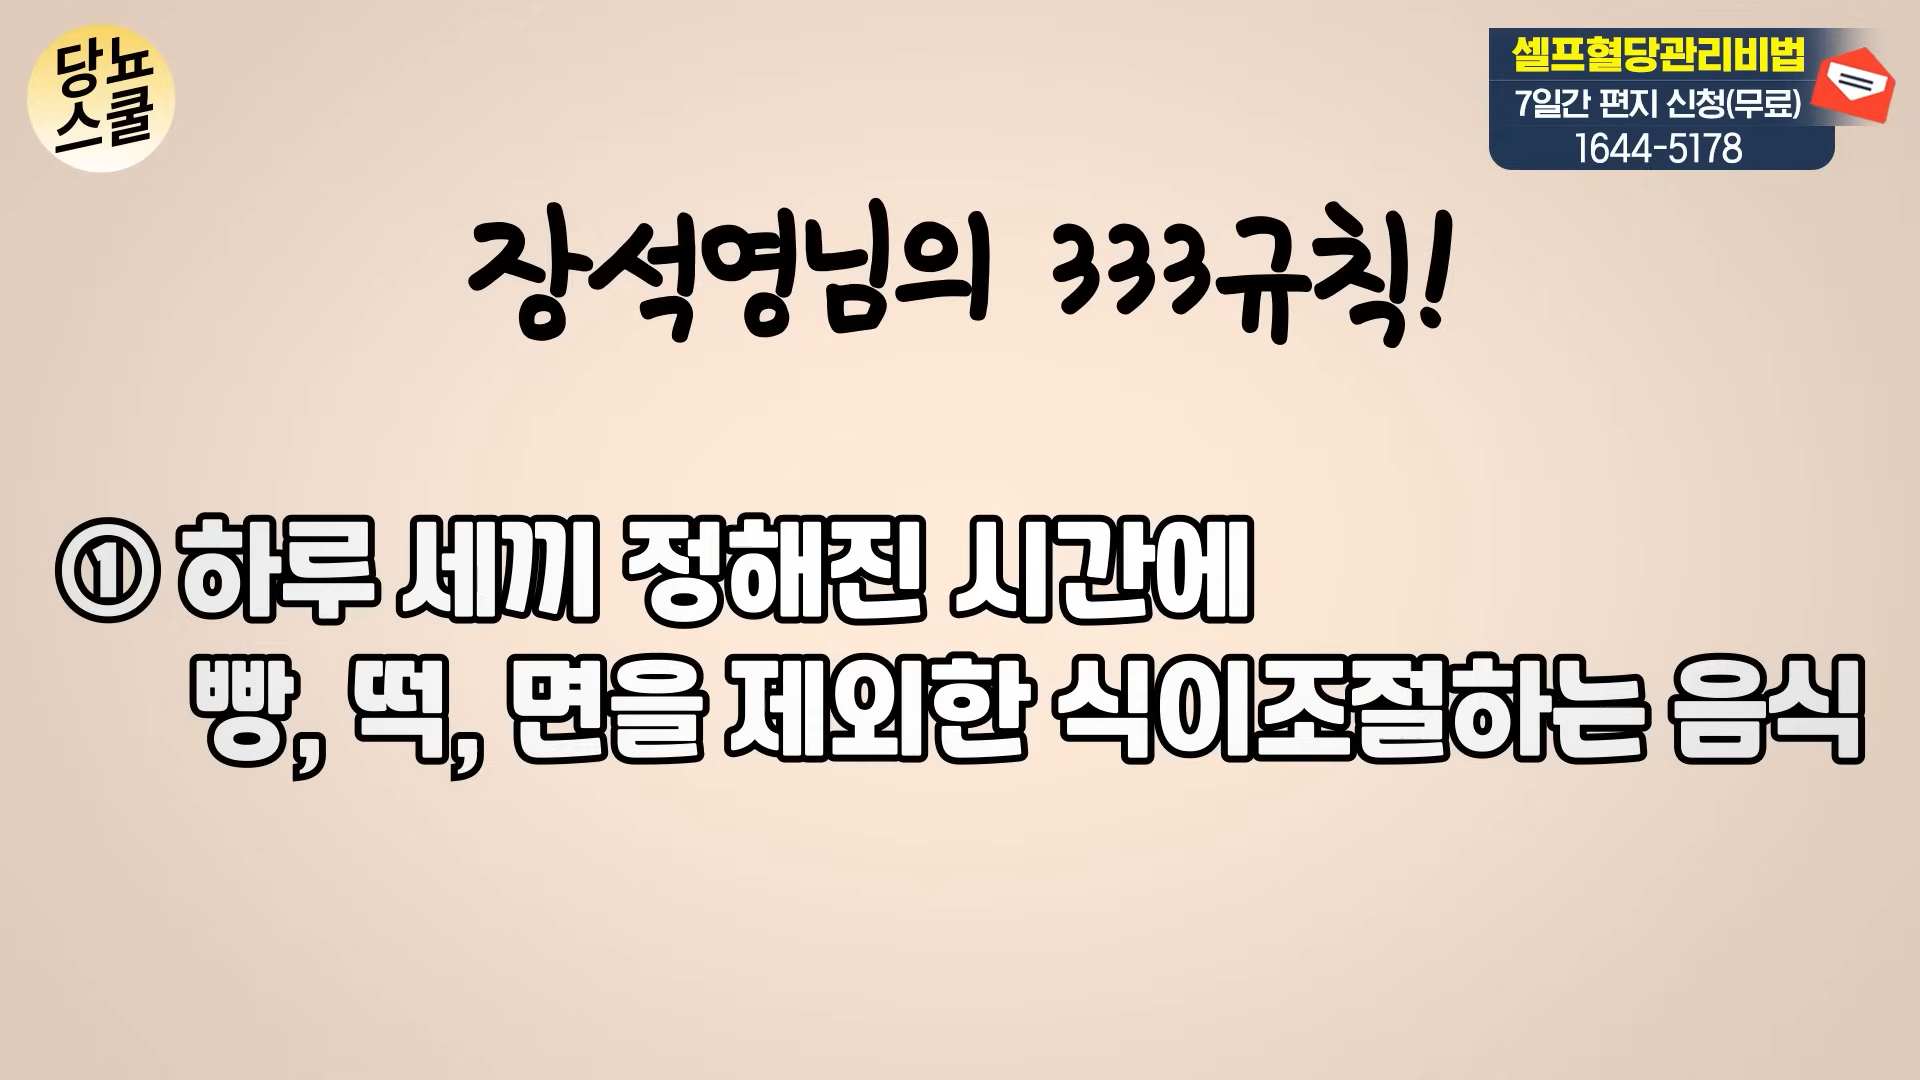 당뇨
스쿨
셀프혈당관리비법
7일간 편지 신청(무료)
1644-5178
장석영님의 333규칙!
① 하루 세끼 정해진 시간에
빵, 떡, 면을 제외한 식이조절하는 음식